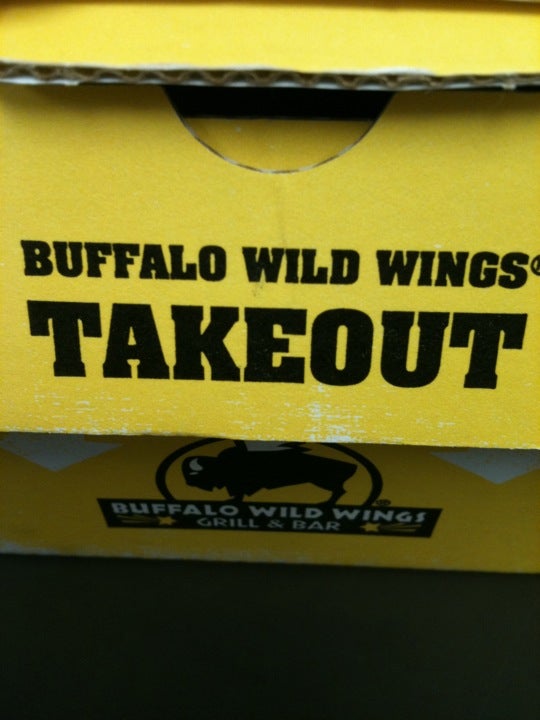 BUFFALO WILD WINGS®
TAKEOUT
BUFFALO WILD WINGS
GRILL & BAR